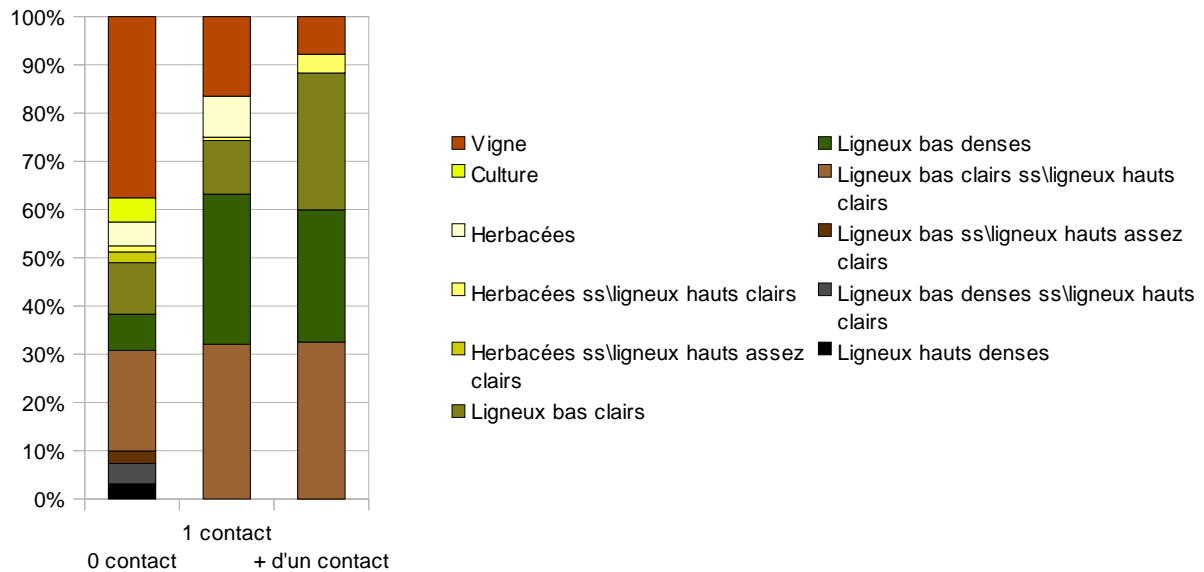 100%
90%
80%
70%
60%
50%
40%
30%
20%
10%
0%
0 contact
1 contact
+ d'un contact
Vigne
Culture
Herbacées
Herbacées ss\ligneux hauts clairs
Herbacées ss\ligneux hauts assez
clairs
Ligneux bas clairs
Ligneux bas denses
Ligneux bas clairs ss\ligneux hauts
clairs
Ligneux bas ss\ligneux hauts assez
clairs
Ligneux bas denses ss\ligneux hauts
clairs
Ligneux hauts denses